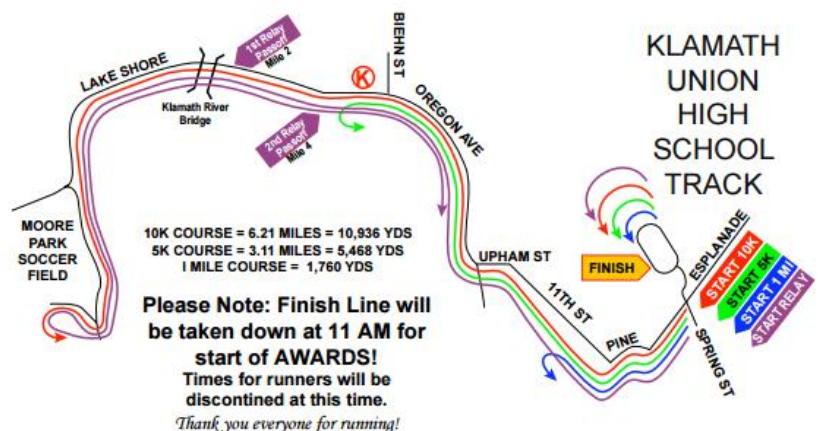 BIEHN ST
KLAMATH
UNION
HIGH
SCHOOL
TRACK
1st Relay
Passoff
Mile 2
LAKE SHORE
K
Klamath River
Bridge
OREGON AVE
2nd Relay
Passoff
Mile 4
MOORE
PARK
SOCCER
FIELD
10K COURSE = 6.21 MILES = 10,936 YDS
5K COURSE = 3.11 MILES = 5,468 YDS
I MILE COURSE = 1,760 YDS
UPHAM ST
FINISH
ESPLANADE
START 10K
START 5K
START 1 MI
START RELAY
11TH ST
PINE
SPRING ST
Please Note: Finish Line will
be taken down at 11 AM for
start of AWARDS!
Times for runners will be
discontined at this time.
Thank you everyone for running!